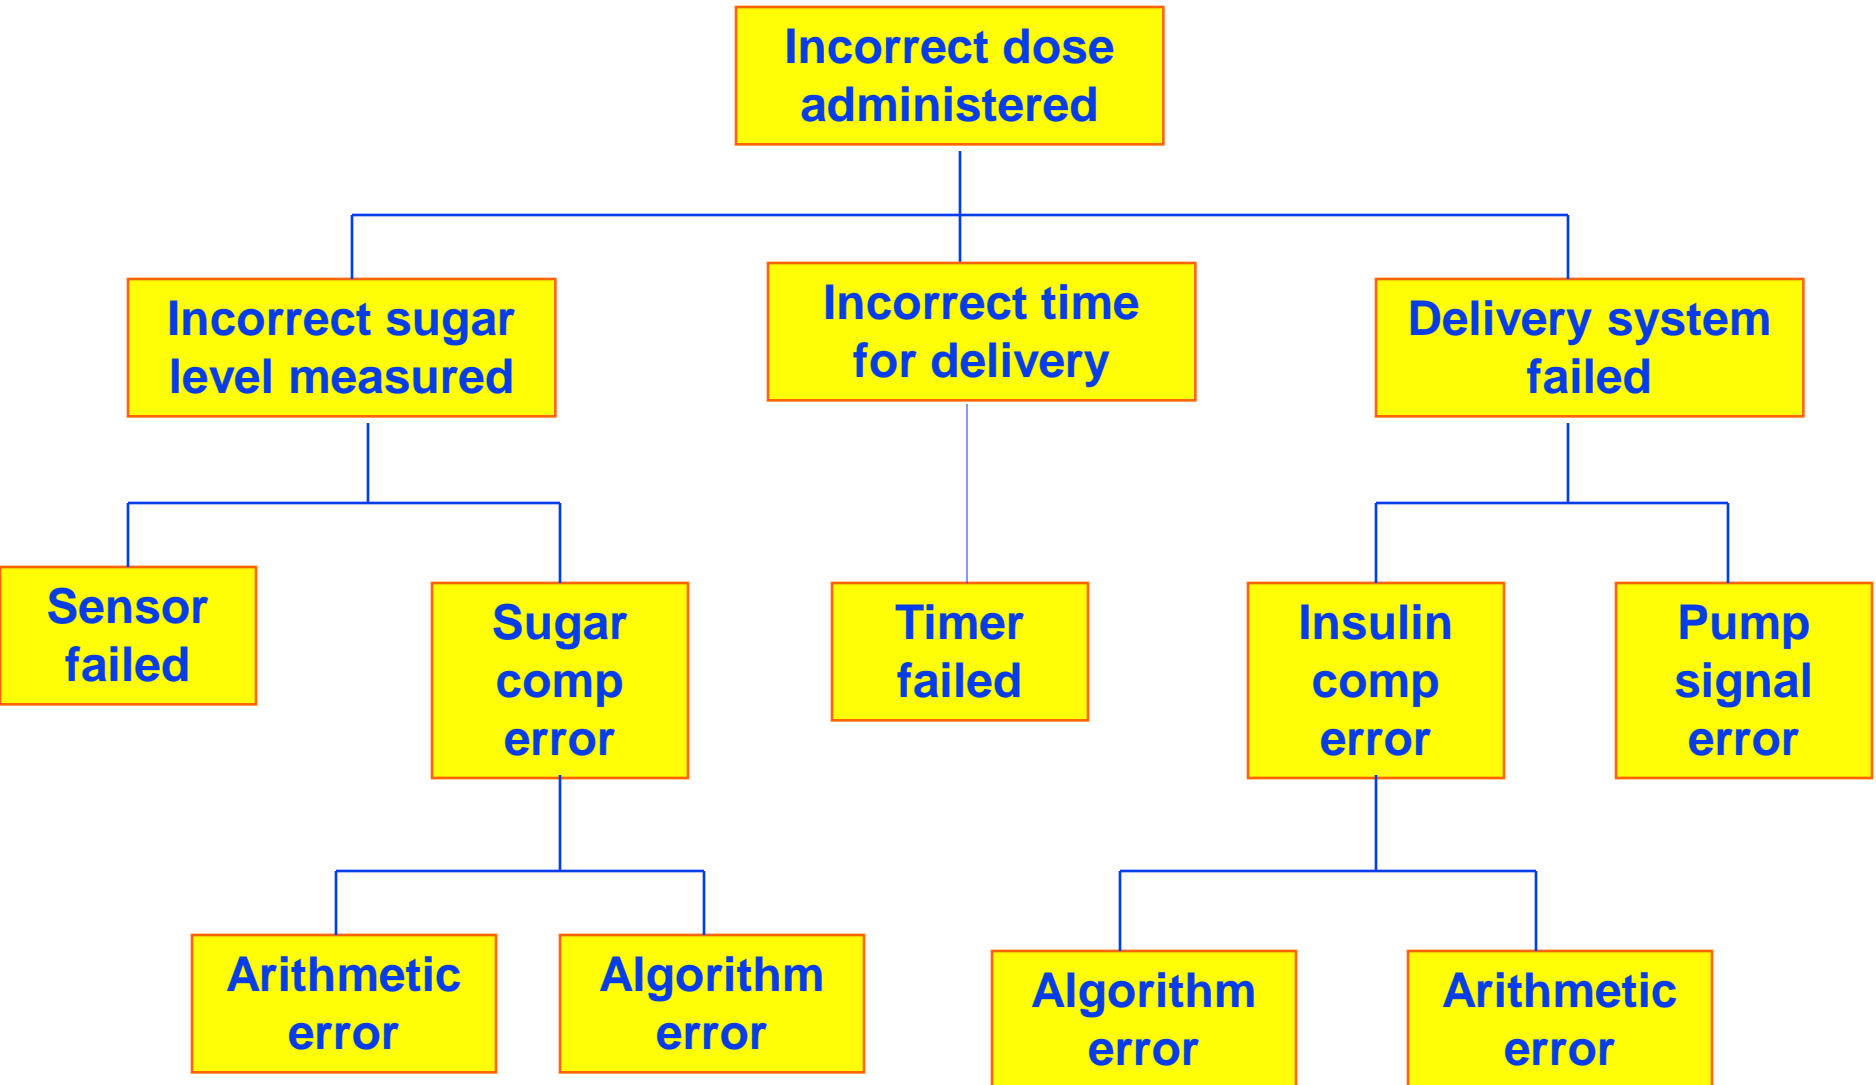 Incorrect dose
administered
Incorrect sugar
level measured
Incorrect time
for delivery
Delivery system
failed
Sensor
failed
Sugar
comp
error
Timer
failed
Insulin
comp
error
Pump
signal
error
Arithmetic
error
Algorithm
error
Algorithm
error
Arithmetic
error